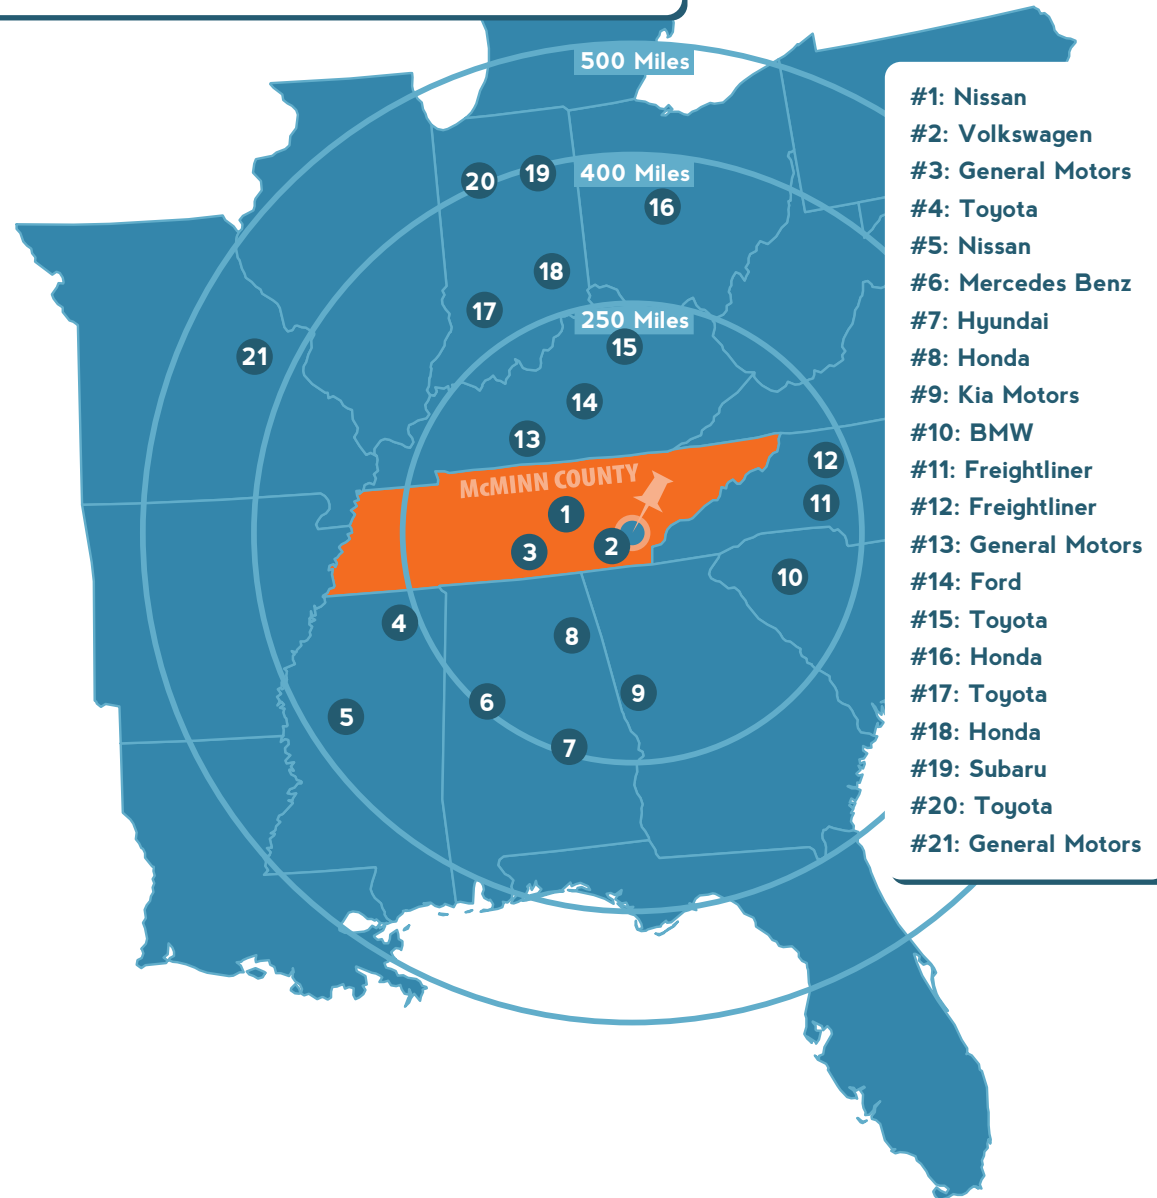 500 Miles
400 Miles
250 Miles
20
19
16
18
17
15
21
14
13
12
McMINN COUNTY
11
1
2
3
10
4
8
9
6
5
7
#1: Nissan
#2: Volkswagen
#3: General Motors
#4: Toyota
#5: Nissan
#6: Mercedes Benz
#7: Hyundai
#8: Honda
#9: Kia Motors
#10: BMW
#11: Freightliner
#12: Freightliner
#13: General Motors
#14: Ford
#15: Toyota
#16: Honda
#17: Toyota
#18: Honda
#19: Subaru
#20: Toyota
#21: General Motors